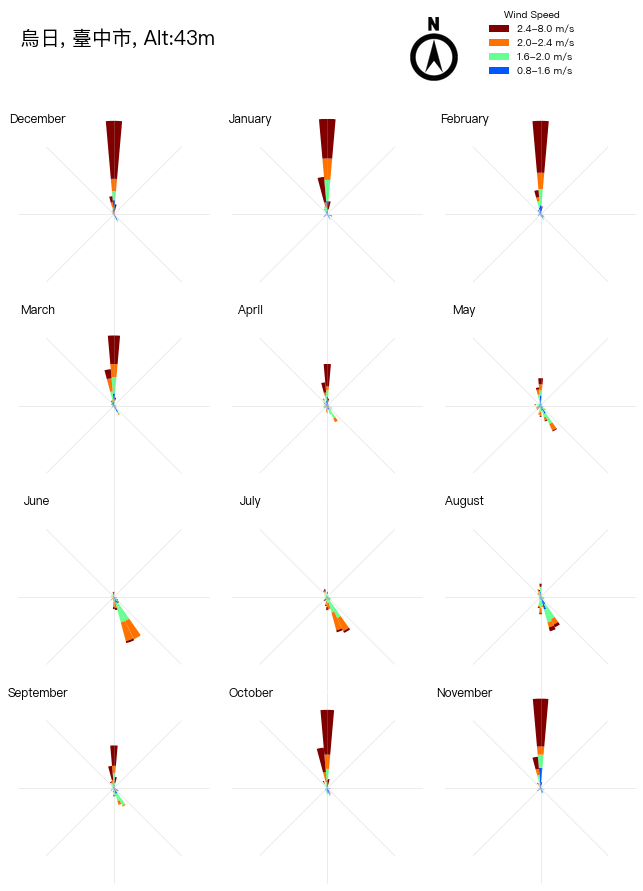 烏日, 臺中市, Alt:43m
N
Wind Speed
2.4–8.0 m/s
2.0–2.4 m/s
1.6–2.0 m/s
0.8–1.6 m/s
December
January
February
March
April
May
June
July
August
September
October
November